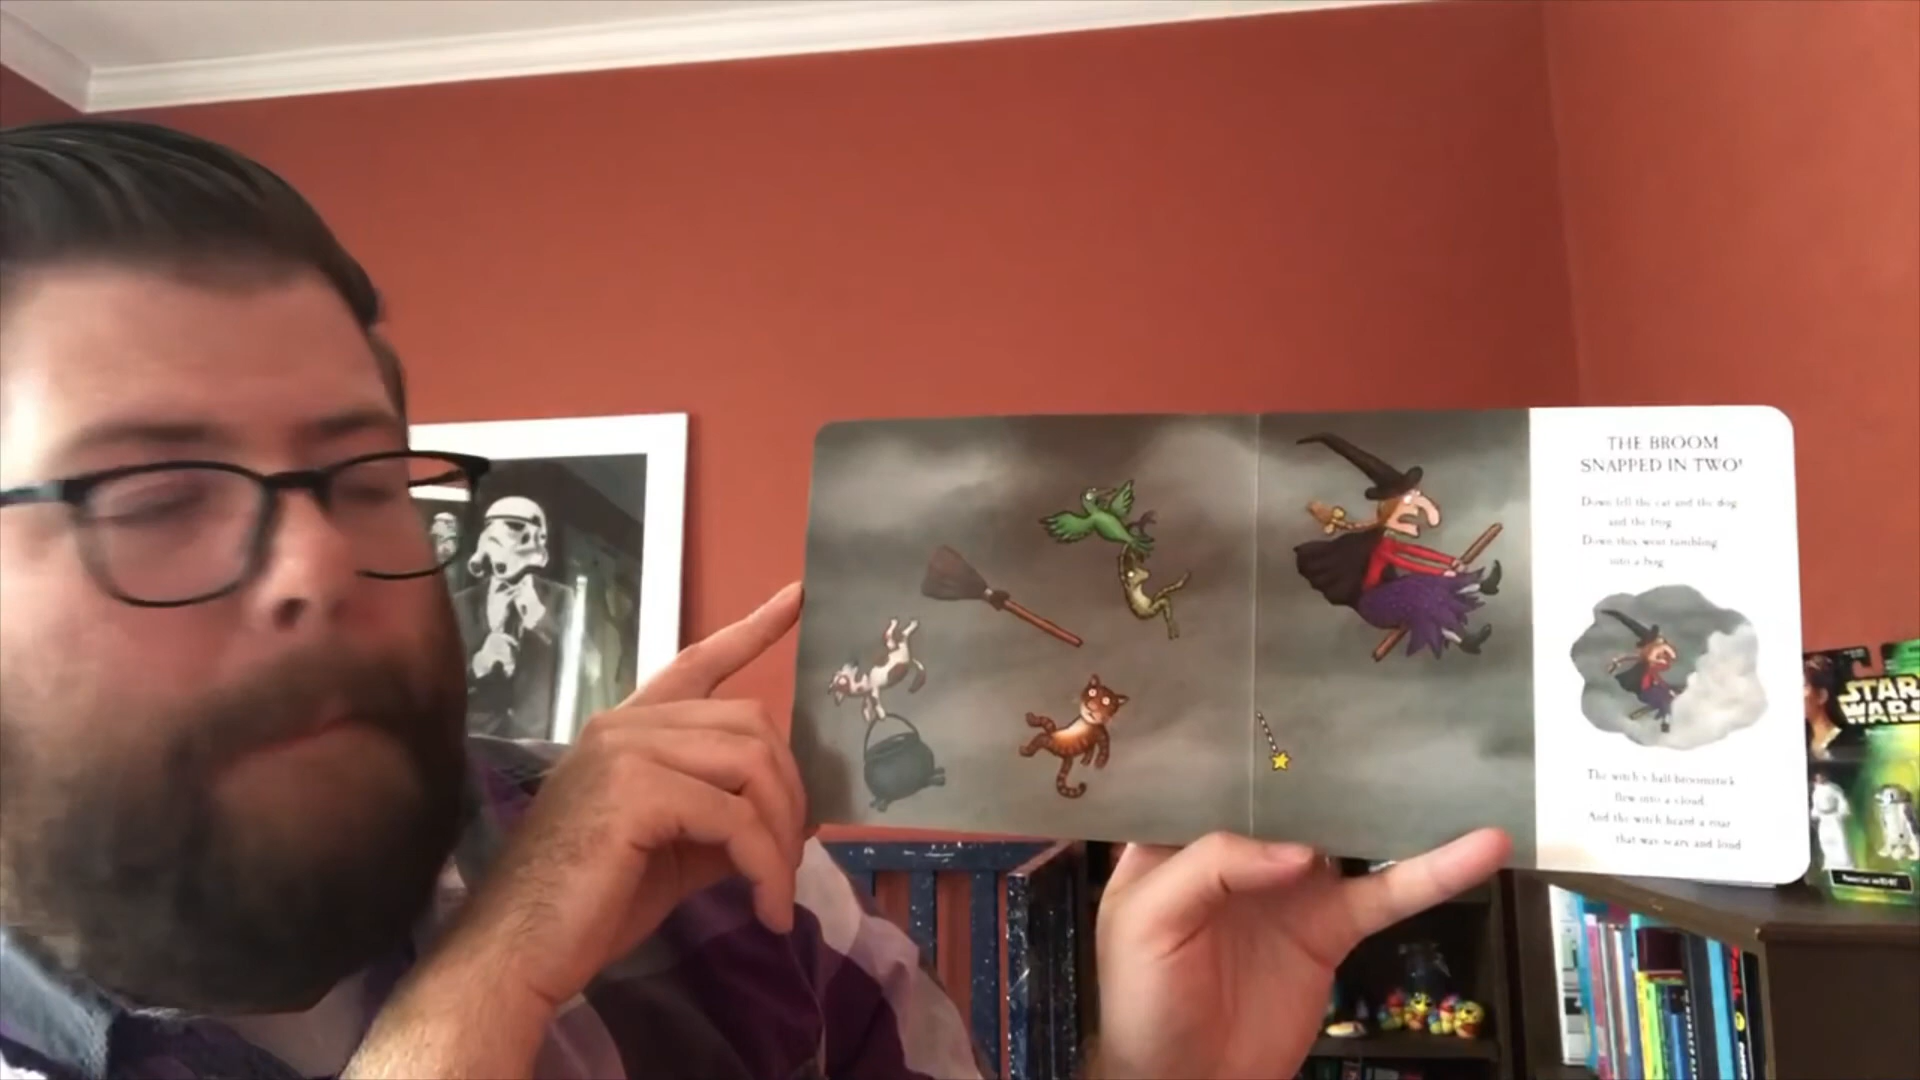 THE BROOM
SNAPPED IN TWO!
Down fell the cat and the dog
and the frog.
Down they went tumbling
into a bog.
The witch's half-broomstick
flew into a cloud,
And the witch heard a roar
that was scary and loud
STAR
WARS